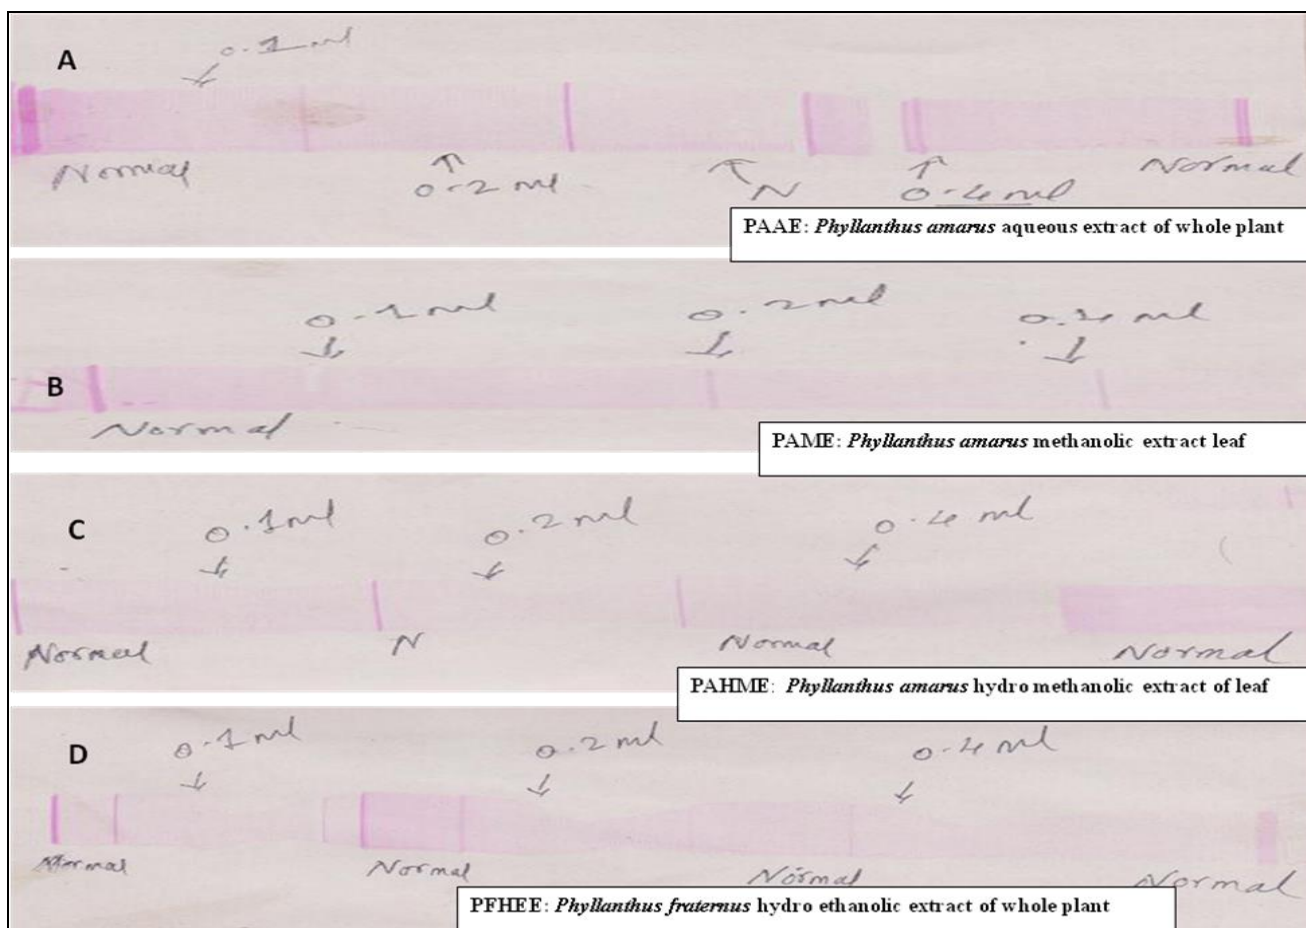 A
0.1 ml
Normal
0.2 ml
N
0.4 ml
Normal
PAAE: Phyllanthus amarus aqueous extract of whole plant
0.1 ml
0.2 ml
0.4 ml
B
Normal
PAME: Phyllanthus amarus methanolic extract leaf
C
0.1 ml
0.2 ml
0.4 ml
Normal
N
Normal
Normal
PAHME: Phyllanthus amarus hydro methanolic extract of leaf
D
0.1 ml
0.2 ml
0.4 ml
Normal
Normal
Normal
Normal
PFHEE: Phyllanthus fraternus hydro ethanolic extract of whole plant